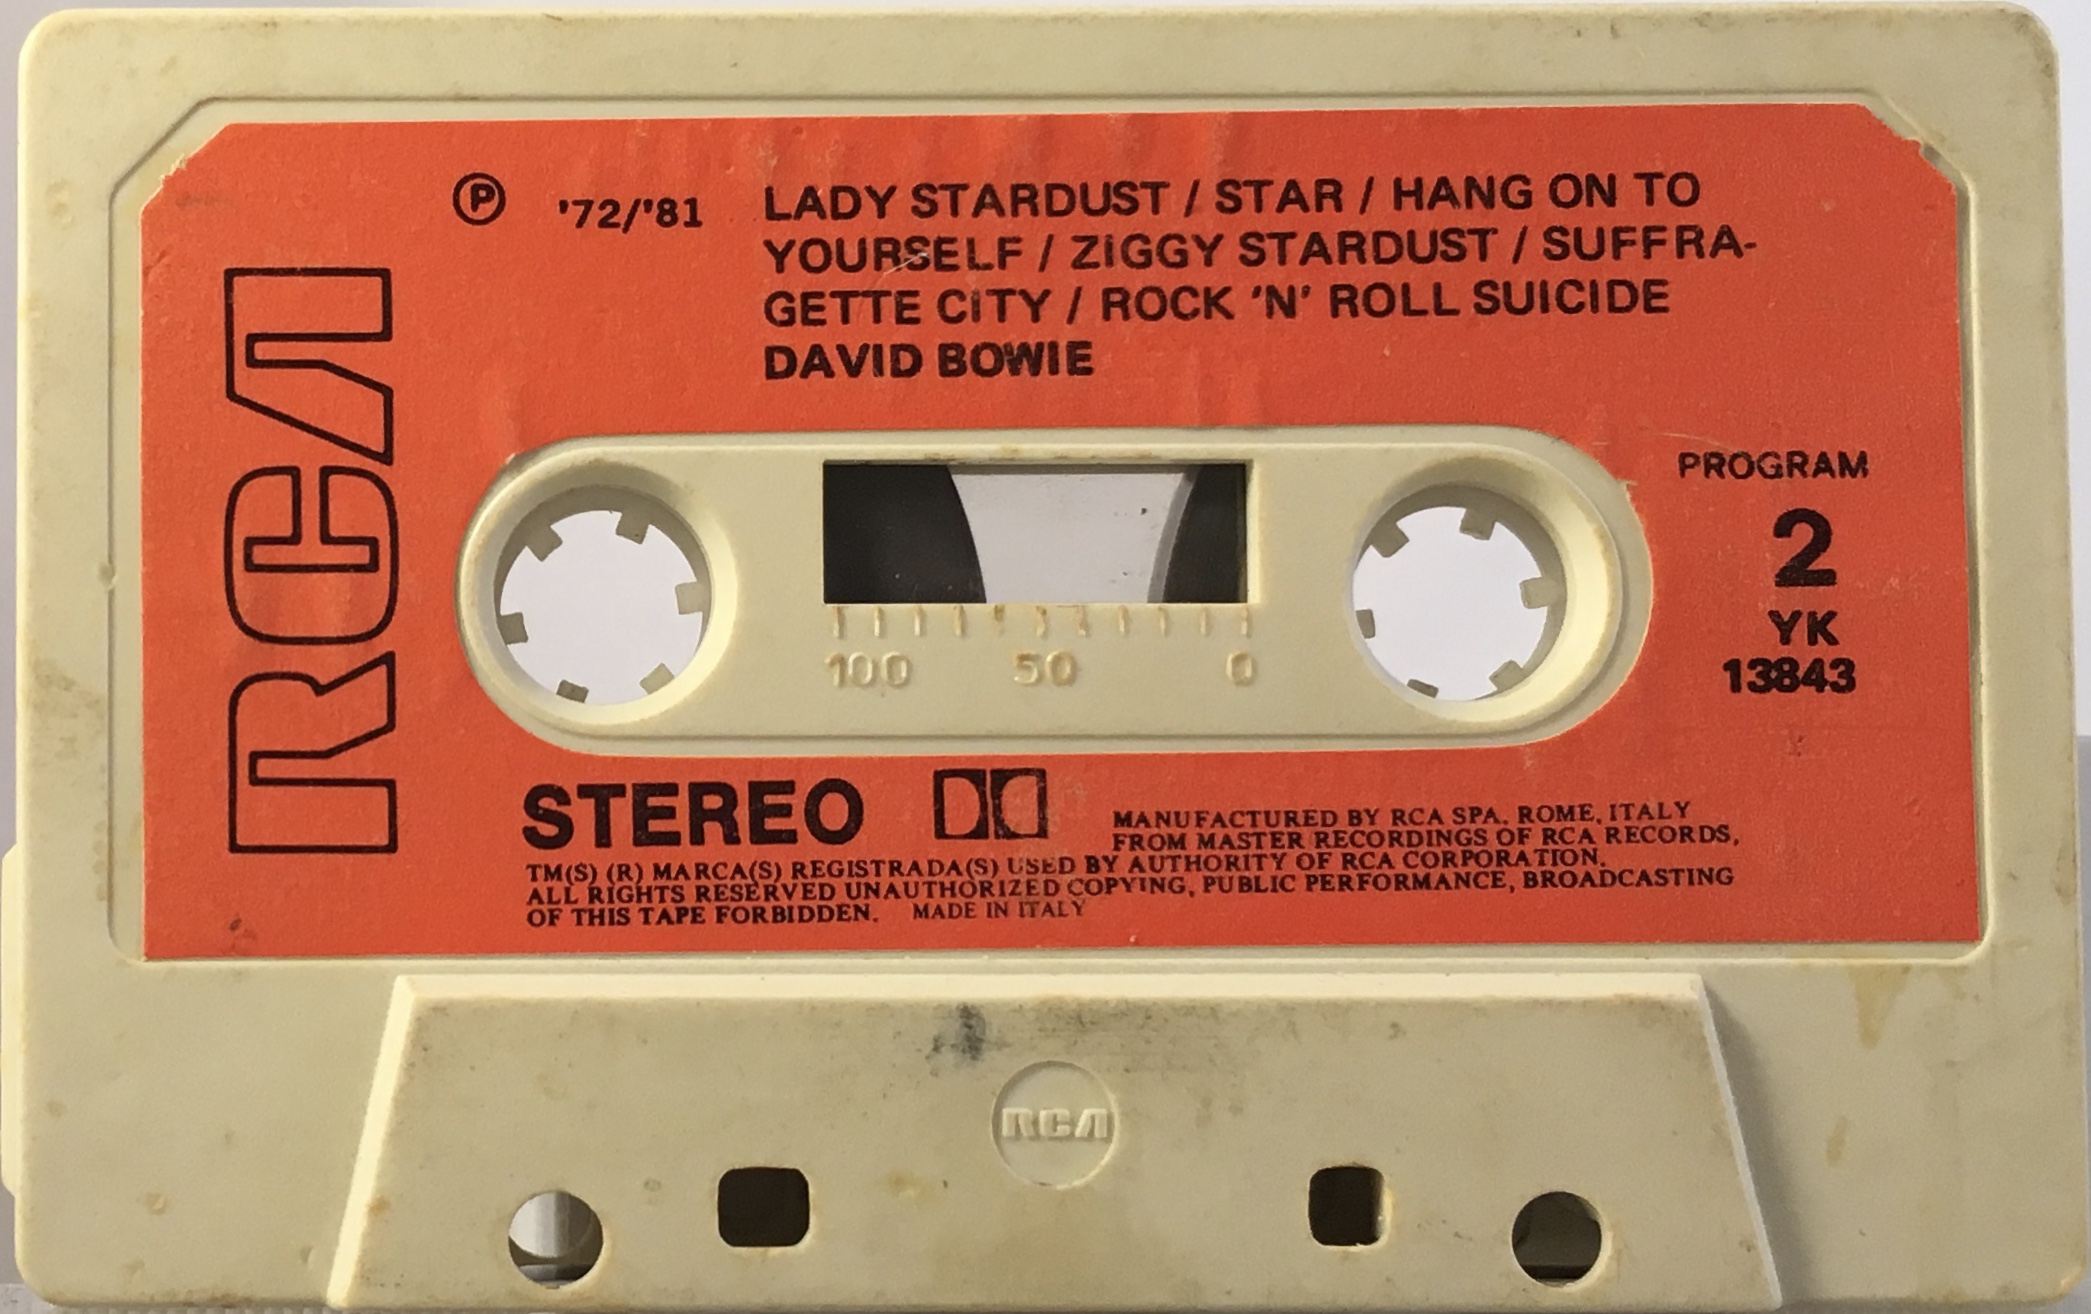 RCA
Ⓟ '72/'81
LADY STARDUST / STAR / HANG ON TO
YOURSELF / ZIGGY STARDUST / SUFFRA-
GETTE CITY / ROCK 'N' ROLL SUICIDE
DAVID BOWIE
PROGRAM
2
YK
13843
100 50 0
STEREO
MANUFACTURED BY RCA SPA. ROME, ITALY
FROM MASTER RECORDINGS OF RCA RECORDS,
TM(S) (R) MARCA(S) REGISTRADA(S) USED BY AUTHORITY OF RCA CORPORATION.
ALL RIGHTS RESERVED UNAUTHORIZED COPYING, PUBLIC PERFORMANCE, BROADCASTING
OF THIS TAPE FORBIDDEN. MADE IN ITALY
RCA